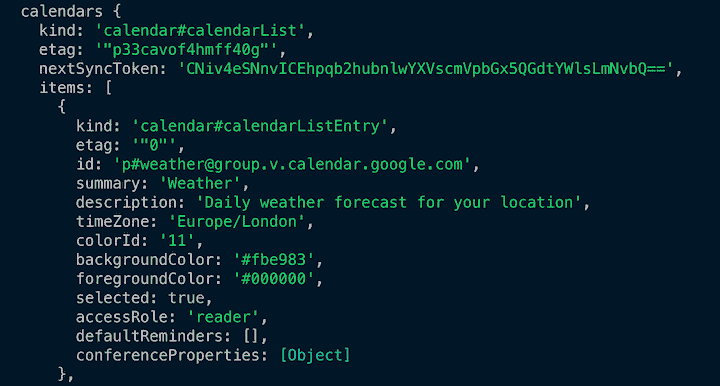 calendars {
kind: 'calendar#calendarList',
etag: '"p33cavof4hmff40g"',
nextSyncToken: 'CNiv4eSNnvICEhpqb2hubnlwYXVscmVpbGx5QGdtYWlsLmNvbQ==',
items: [
{
kind: 'calendar#calendarListEntry',
etag: '"0"',
id: 'p#weather@group.v.calendar.google.com',
summary: 'Weather',
description: 'Daily weather forecast for your location',
timeZone: 'Europe/London',
colorId: '11',
backgroundColor: '#fbe983',
foregroundColor: '#000000',
selected: true,
accessRole: 'reader',
defaultReminders: [],
conferenceProperties: [Object]
},